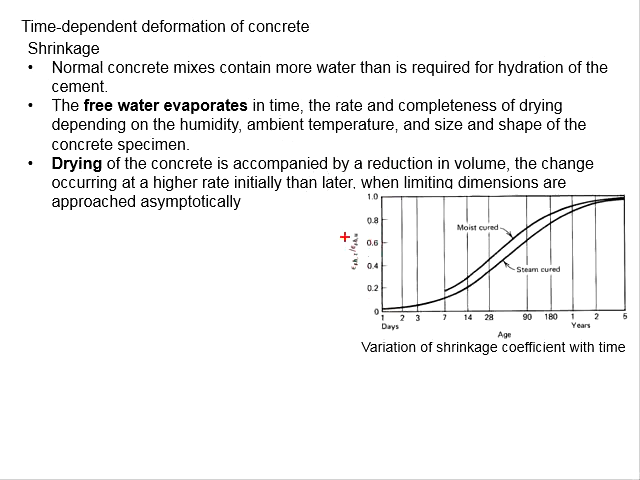 Time-dependent deformation of concrete
Shrinkage
• Normal concrete mixes contain more water than is required for hydration of the
cement.
• The free water evaporates in time, the rate and completeness of drying
depending on the humidity, ambient temperature, and size and shape of the
concrete specimen.
• Drying of the concrete is accompanied by a reduction in volume, the change
occurring at a higher rate initially than later, when limiting dimensions are
approached asymptotically
1.0
0.8
0.6
0.4
0.2
0
+
εsh, t/εsh,u
Moist cured
Steam cured
1 2 3 7 14 28 90 180 1 2 5
Days Years
Age
Variation of shrinkage coefficient with time